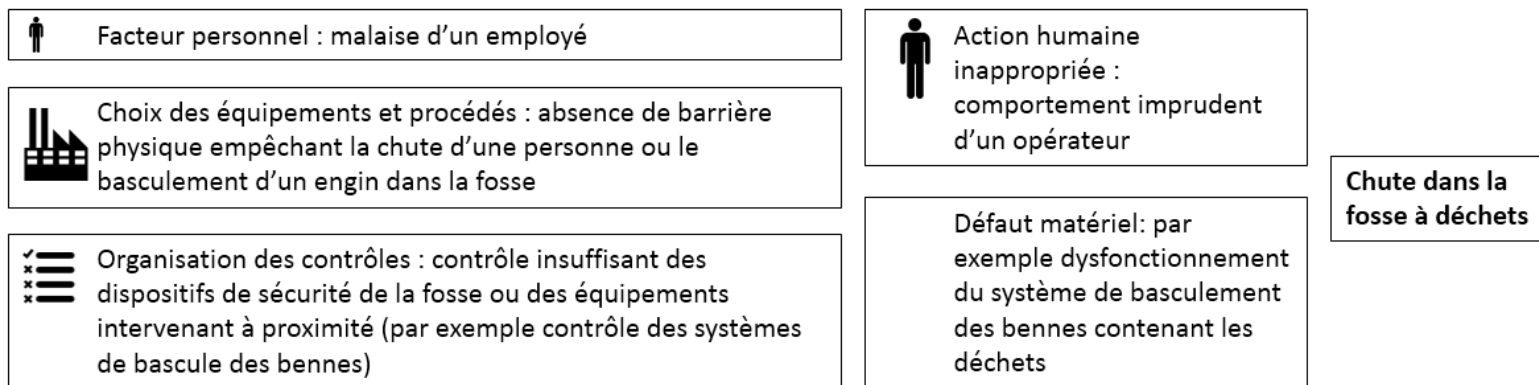 Facteur personnel : malaise d’un employé
Choix des équipements et procédés : absence de barrière
physique empêchant la chute d’une personne ou le
basculement d’un engin dans la fosse
Organisation des contrôles : contrôle insuffisant des
dispositifs de sécurité de la fosse ou des équipements
intervenant à proximité (par exemple contrôle des systèmes
de bascule des bennes)
Action humaine
inappropriée :
comportement imprudent
d’un opérateur
Défaut matériel: par
exemple dysfonctionnement
du système de basculement
des bennes contenant les
déchets
Chute dans la
fosse à déchets